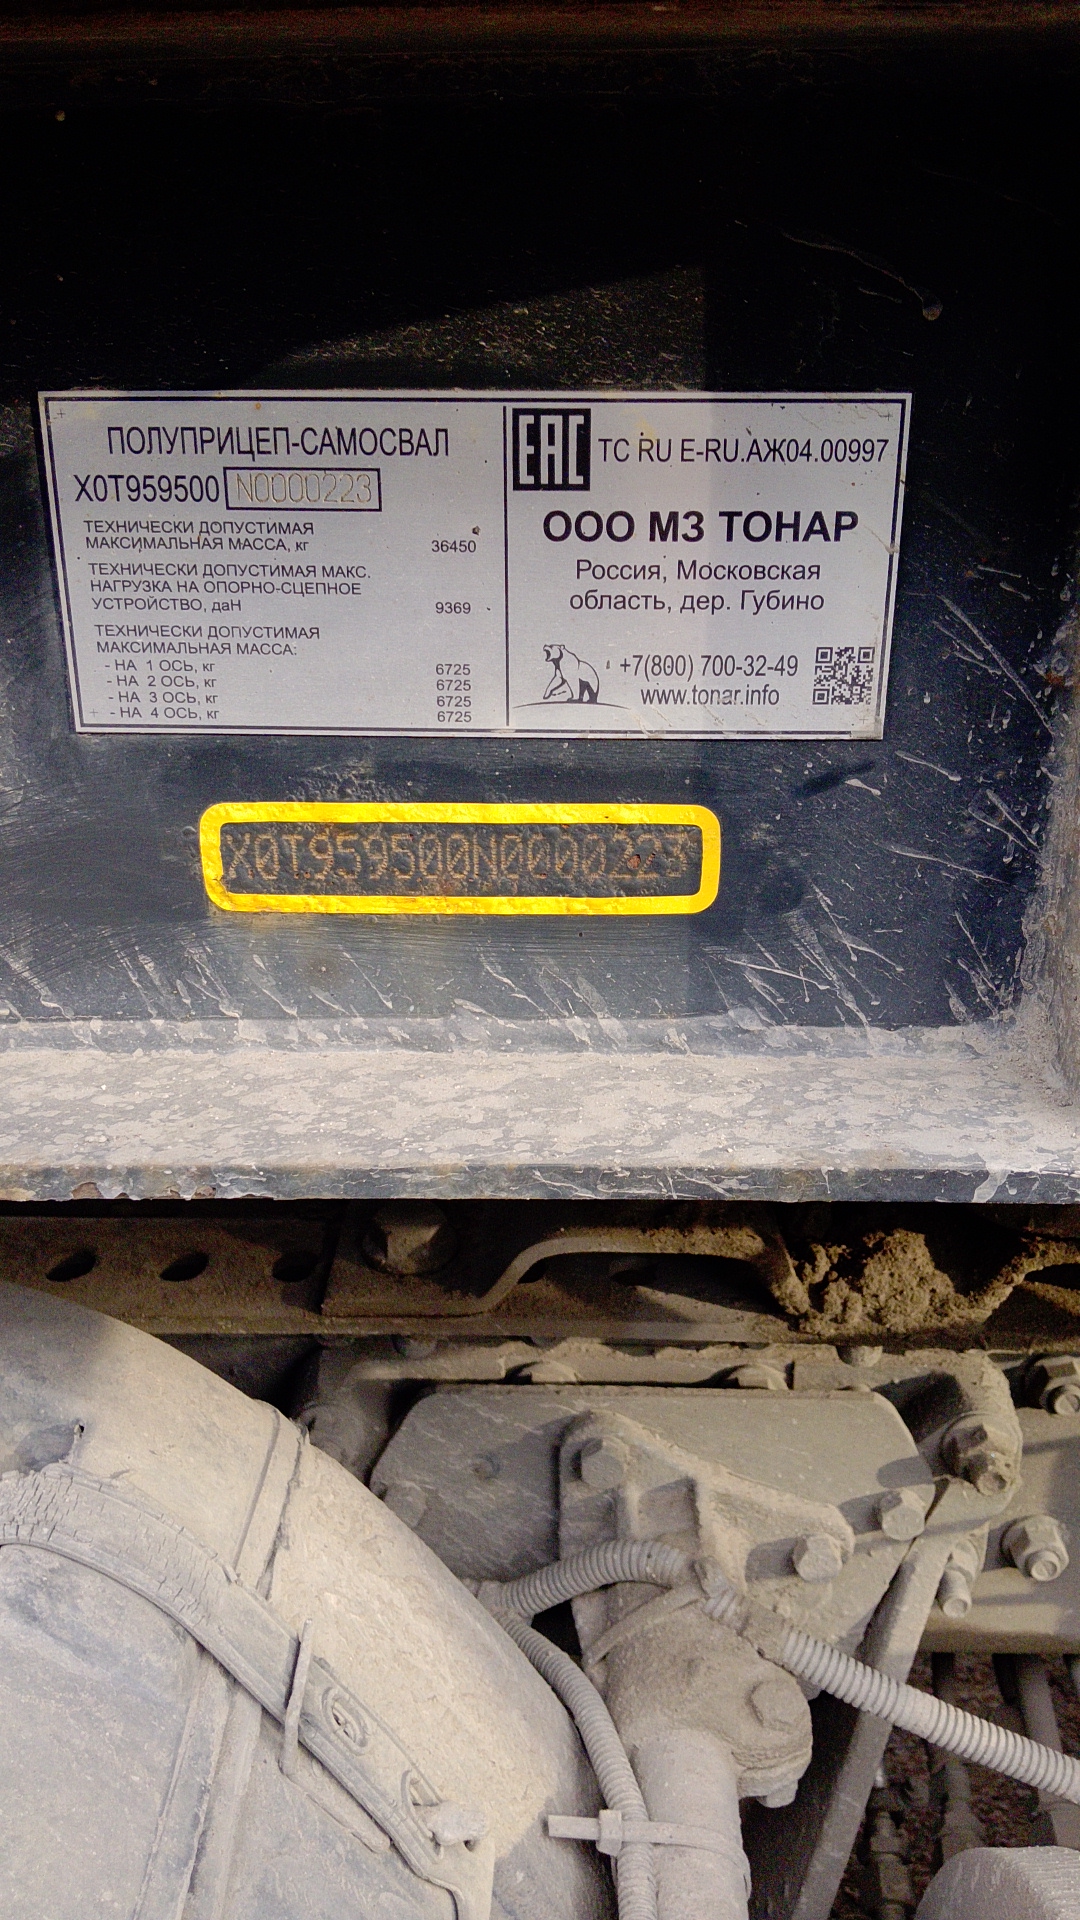 ПОЛУПРИЦЕП-САМОСВАЛ
X0T959500 N0000223
ТЕХНИЧЕСКИ ДОПУСТИМАЯ
МАКСИМАЛЬНАЯ МАССА, кг 36450
ТЕХНИЧЕСКИ ДОПУСТИМАЯ МАКС.
НАГРУЗКА НА ОПОРНО-СЦЕПНОЕ
УСТРОЙСТВО, даН 9369
ТЕХНИЧЕСКИ ДОПУСТИМАЯ
МАКСИМАЛЬНАЯ МАССА:
- НА 1 ОСЬ, кг 6725
- НА 2 ОСЬ, кг 6725
- НА 3 ОСЬ, кг 6725
- НА 4 ОСЬ, кг 6725
EAC ТС RU E-RU.АЖ04.00997
ООО МЗ ТОНАР
Россия, Московская
область, дер. Губино
+7(800) 700-32-49
www.tonar.info
X0T959500N0000223